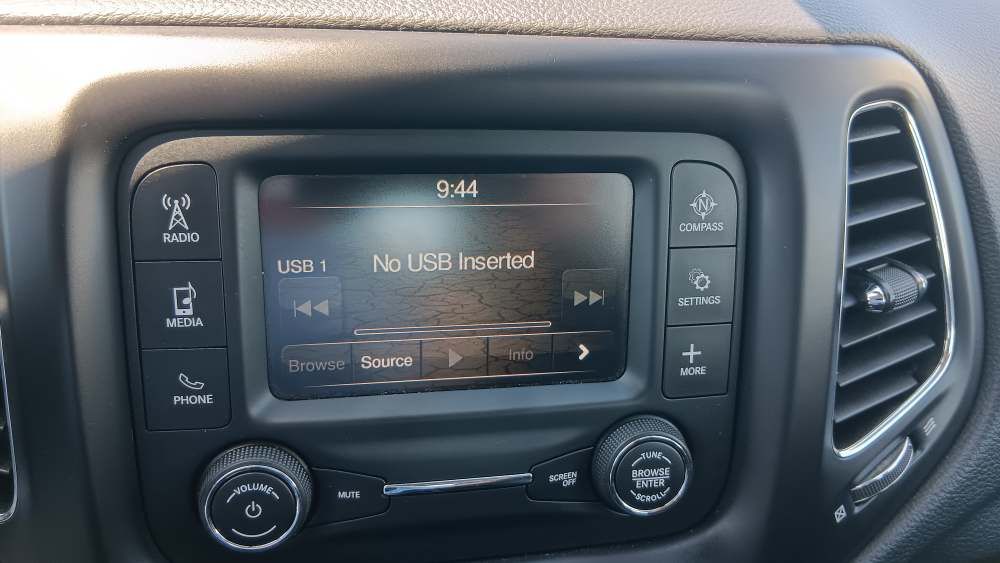 9:44
RADIO
MEDIA
PHONE
USB 1
No USB Inserted
Browse
Source
Info
N
COMPASS
SETTINGS
MORE
VOLUME
MUTE
SCREEN
OFF
TUNE
BROWSE
ENTER
SCROLL